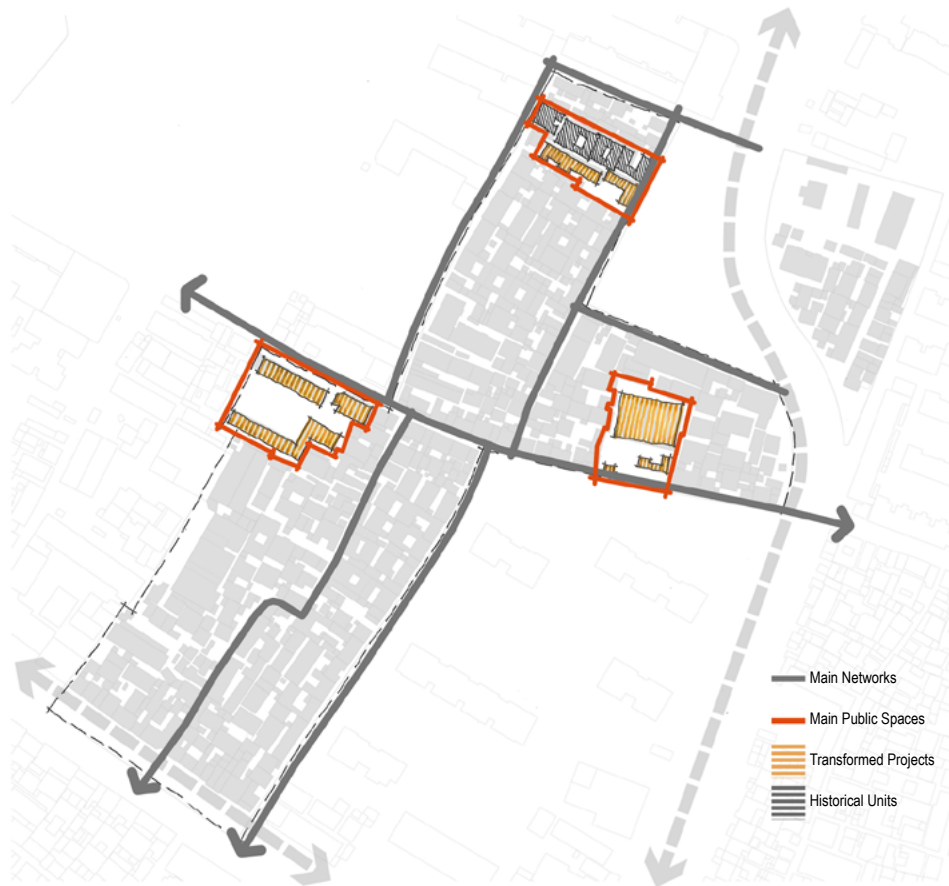 Main Networks
Main Public Spaces
Transformed Projects
Historical Units